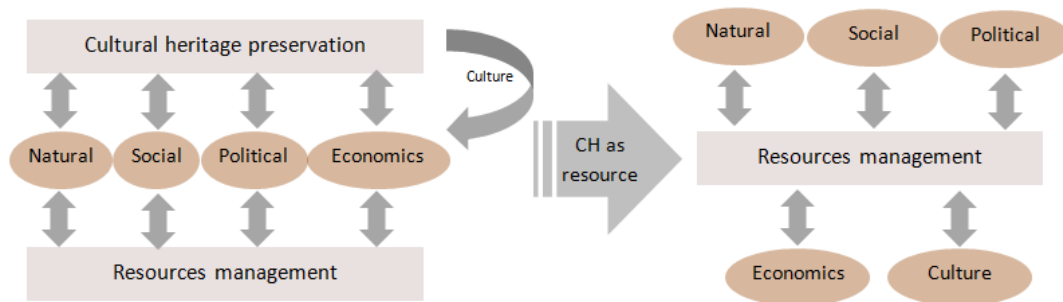 Cultural heritage preservation
Culture
Natural
Social
Political
Economics
Resources management
CH as
resource
Natural
Social
Political
Resources management
Economics
Culture